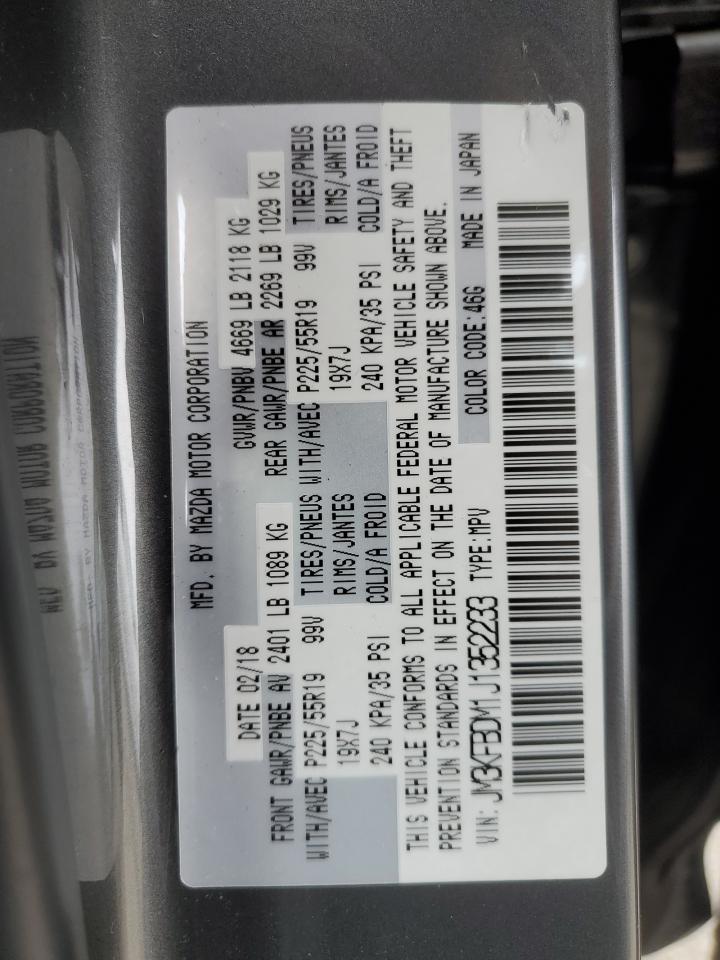 MFD. BY MAZDA MOTOR CORPORATION
DATE 02/18 GVWR/PNBV 4669 LB 2118 KG
FRONT GAWR/PNBE AV 2401 LB 1089 KG REAR GAWR/PNBE AR 2269 LB 1029 KG
WITH/AVEC P225/55R19 99V TIRES/PNEUS WITH/AVEC P225/55R19 99V TIRES/PNEUS
19X7J RIMS/JANTES 19X7J RIMS/JANTES
240 KPA/35 PSI COLD/A FROID 240 KPA/35 PSI COLD/A FROID
THIS VEHICLE CONFORMS TO ALL APPLICABLE FEDERAL MOTOR VEHICLE SAFETY AND THEFT
PREVENTION STANDARDS IN EFFECT ON THE DATE OF MANUFACTURE SHOWN ABOVE.
VIN: JM3KFBDM1J1352233 TYPE:MPV COLOR CODE:46G MADE IN JAPAN